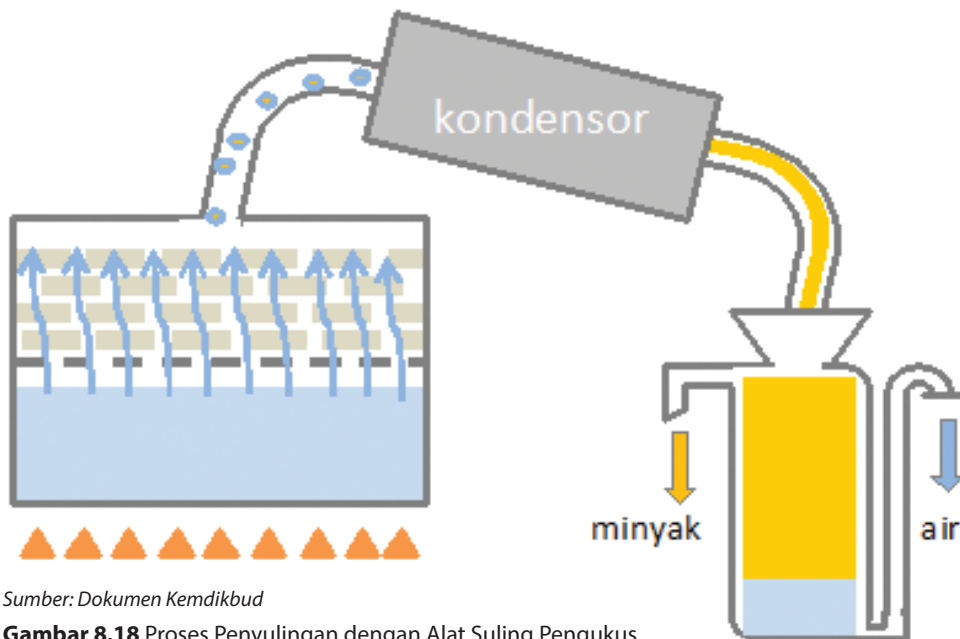 kondensor
minyak
air
Sumber: Dokumen Kemdikbud
Gambar 8.18 Proses Penyulingan dengan Alat Suling Pengukus